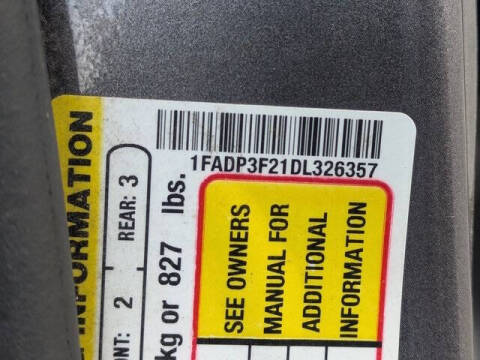 1FADP3F21DL326357
INFORMATION
NT: 2
REAR: 3
kg or 827 lbs.
SEE OWNERS
MANUAL FOR
ADDITIONAL
INFORMATION